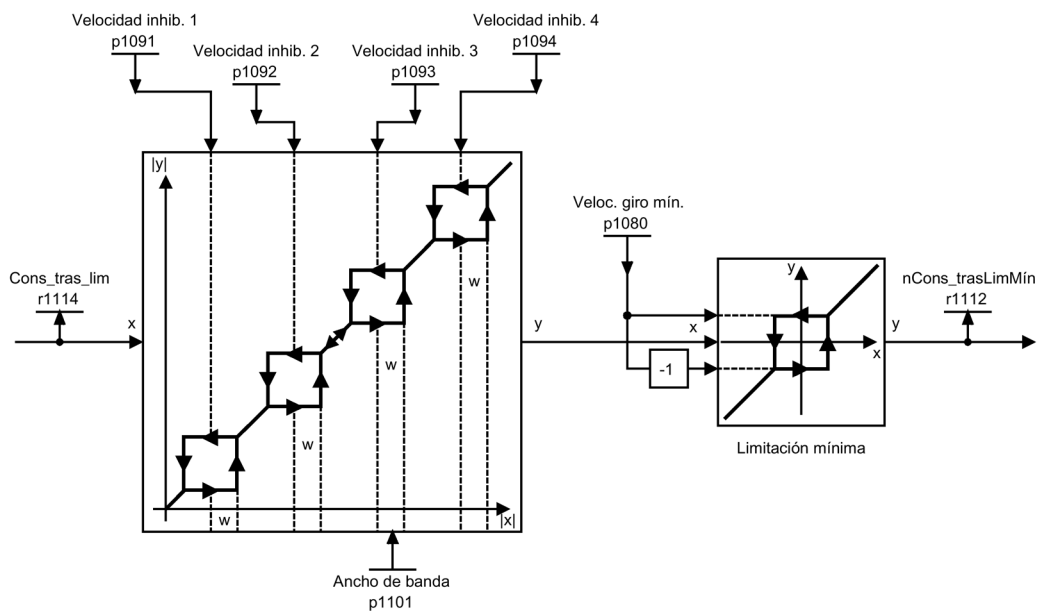 Velocidad inhib. 1
p1091
Velocidad inhib. 2
p1092
Velocidad inhib. 3
p1093
Velocidad inhib. 4
p1094
|y|
Cons_tras_lim
r1114
x
w
w
w
w
|x|
Ancho de banda
p1101
y
Veloc. giro mín.
p1080
x
-1
y
x
Limitación mínima
y
nCons_trasLimMín
r1112